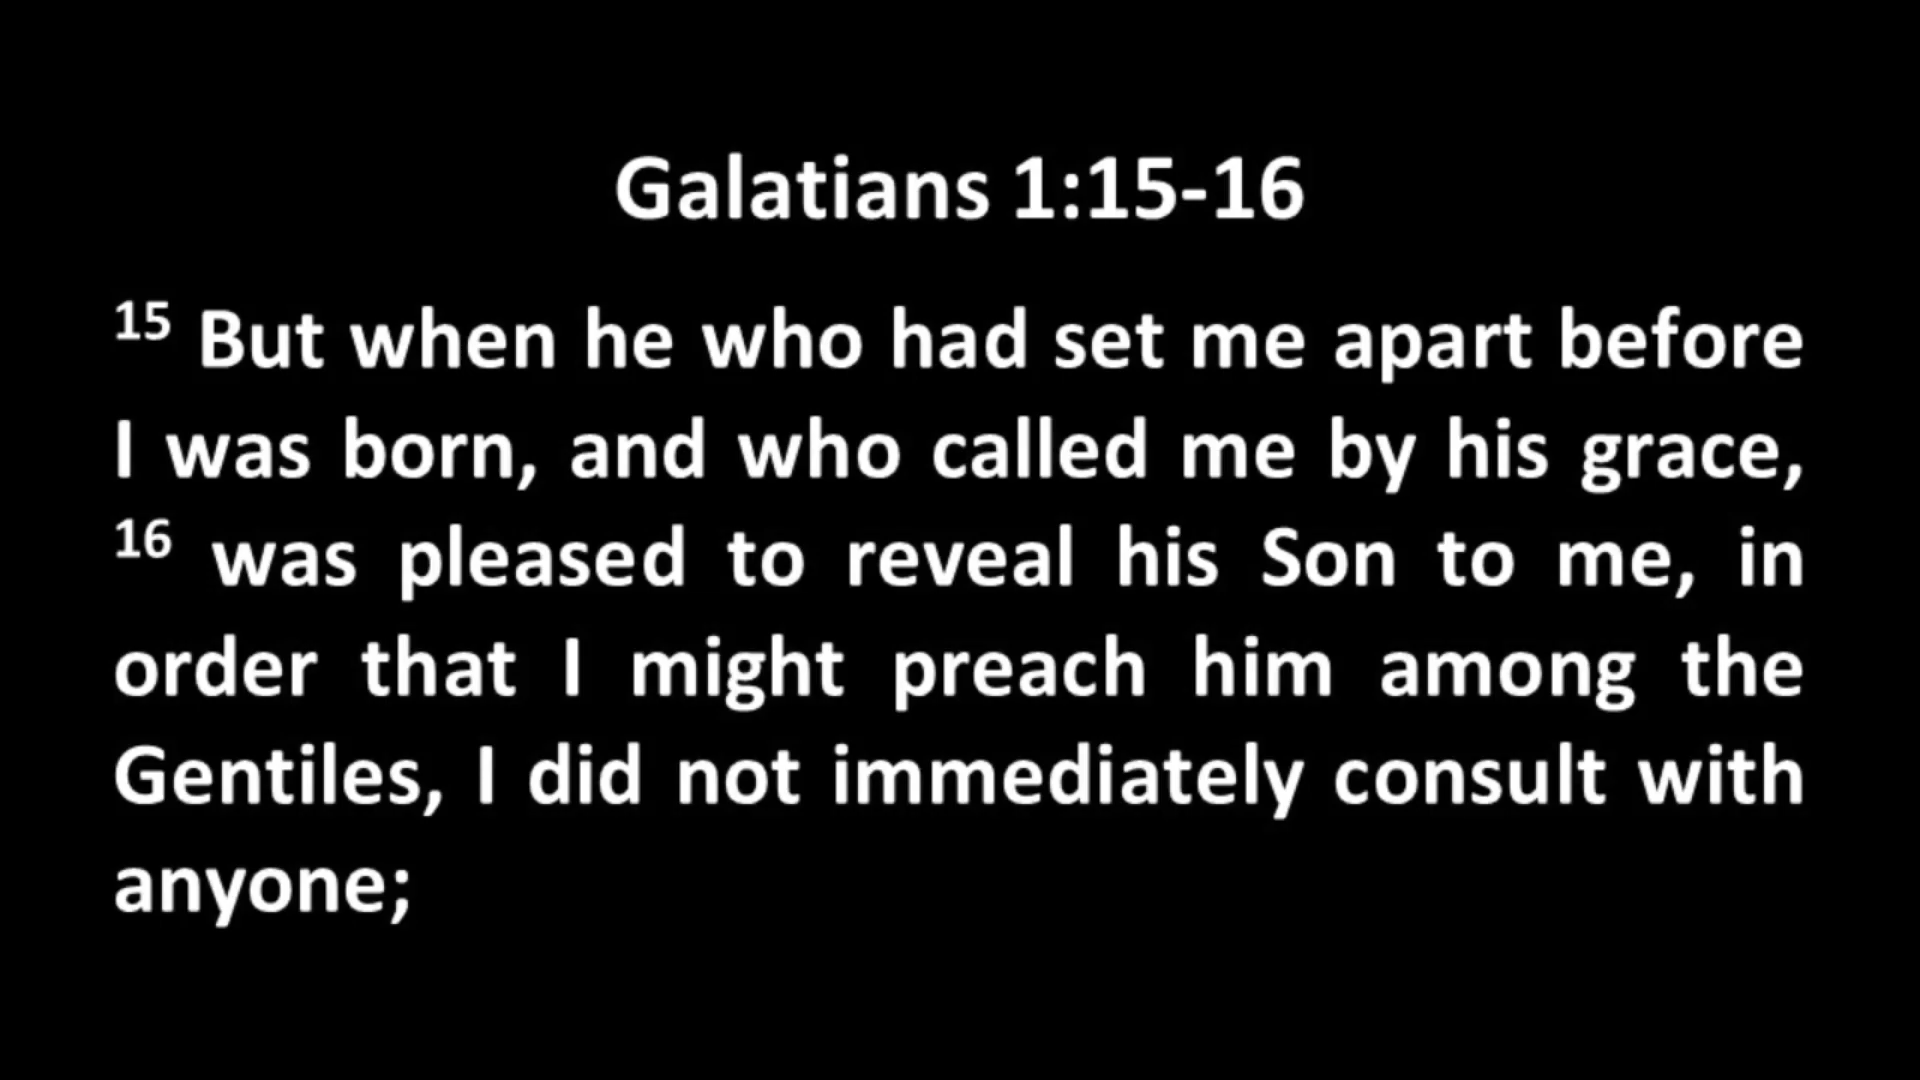 Galatians 1:15-16
15 But when he who had set me apart before
I was born, and who called me by his grace,
16 was pleased to reveal his Son to me, in
order that I might preach him among the
Gentiles, I did not immediately consult with
anyone;